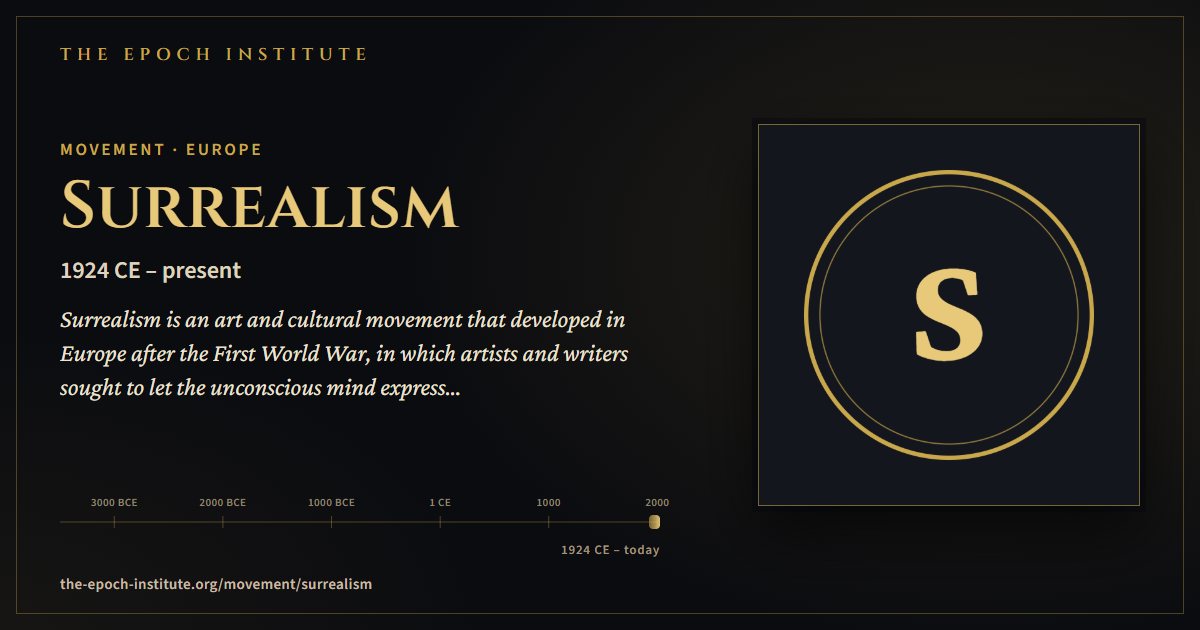 THE EPOCH INSTITUTE
MOVEMENT · EUROPE
SURREALISM
1924 CE – present
Surrealism is an art and cultural movement that developed in
Europe after the First World War, in which artists and writers
sought to let the unconscious mind express...
S
3000 BCE 2000 BCE 1000 BCE 1 CE 1000 2000
1924 CE – today
the-epoch-institute.org/movement/surrealism